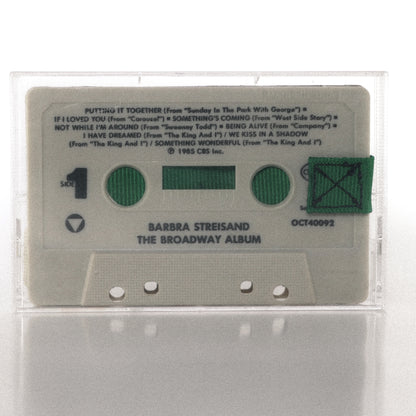 PUTTING IT TOGETHER (From "Sunday In The Park With George") ■
IF I LOVED YOU (From "Carousel") ■ SOMETHING'S COMING (From "West Side Story") ■
NOT WHILE I'M AROUND (From "Sweeney Todd") ■ BEING ALIVE (From "Company") ■
I HAVE DREAMED (From "The King And I") / WE KISS IN A SHADOW
(From "The King And I") / SOMETHING WONDERFUL (From "The King And I")
℗ 1985 CBS Inc.
SIDE 1
OCT40092
BARBRA STREISAND
THE BROADWAY ALBUM